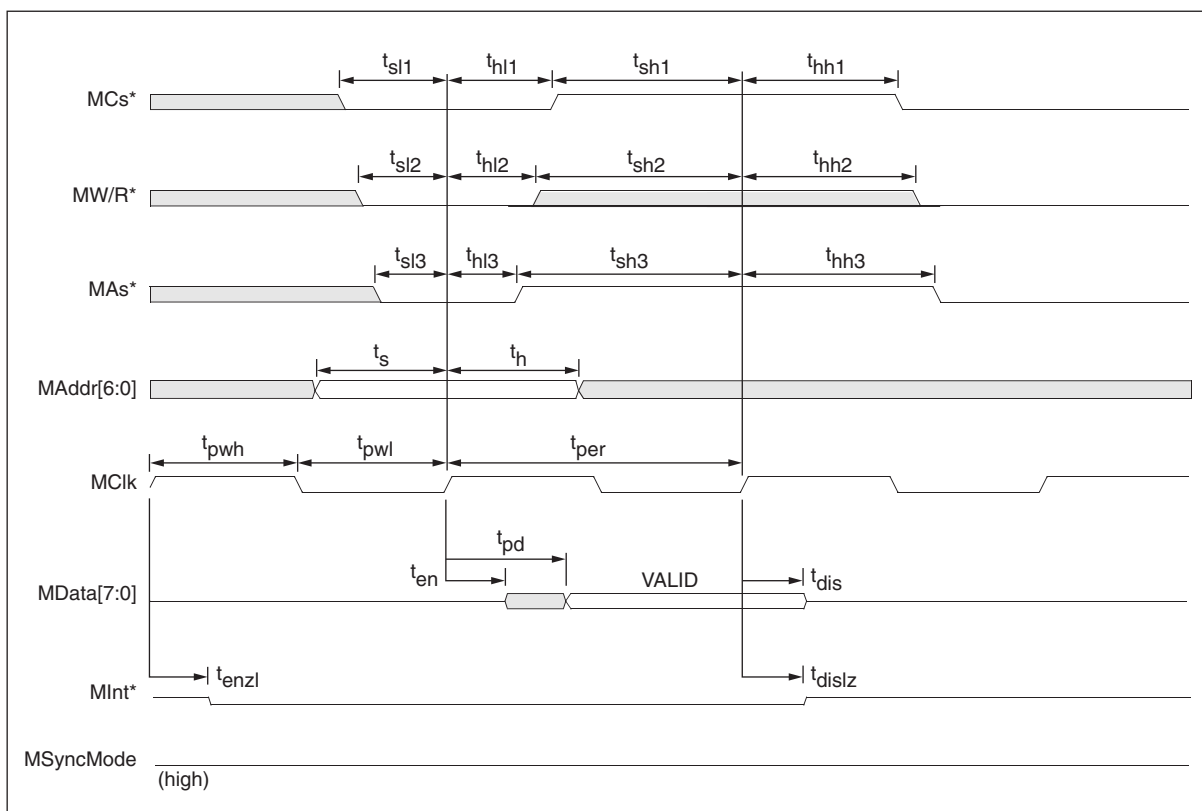 tsl1 thl1 tsh1 thh1
MCs*
tsl2 thl2 tsh2 thh2
MW/R*
tsl3 thl3 tsh3 thh3
MAs*
ts th
MAddr[6:0]
tpwh tpwl tper
MClk
tpd
ten VALID tdis
MData[7:0]
tenzl tdislz
MInt*
MSyncMode
(high)